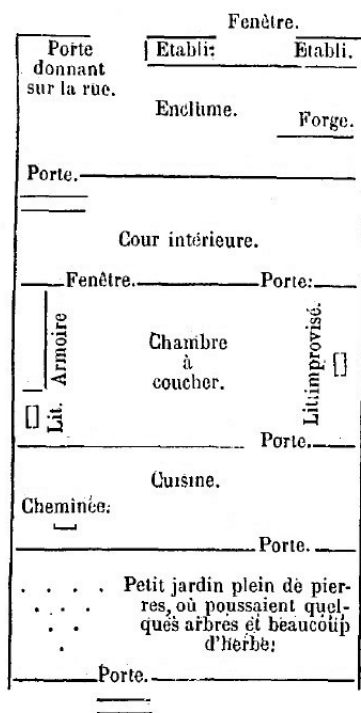 Fenêtre.
Porte
donnant
sur la rue.
Etabli:
Etabli.
Enclume.
Forge.
Porte.
Cour intérieure.
Fenêtre.
Porte:
Armoire
Lit.
Chambre
à
coucher.
Lit improvisé.
Porte.
Cuisine.
Cheminée:
Porte.
Petit jardin plein de pier-
res, où poussaient quel-
ques arbres et beaucoup
d'herbe:
Porte.